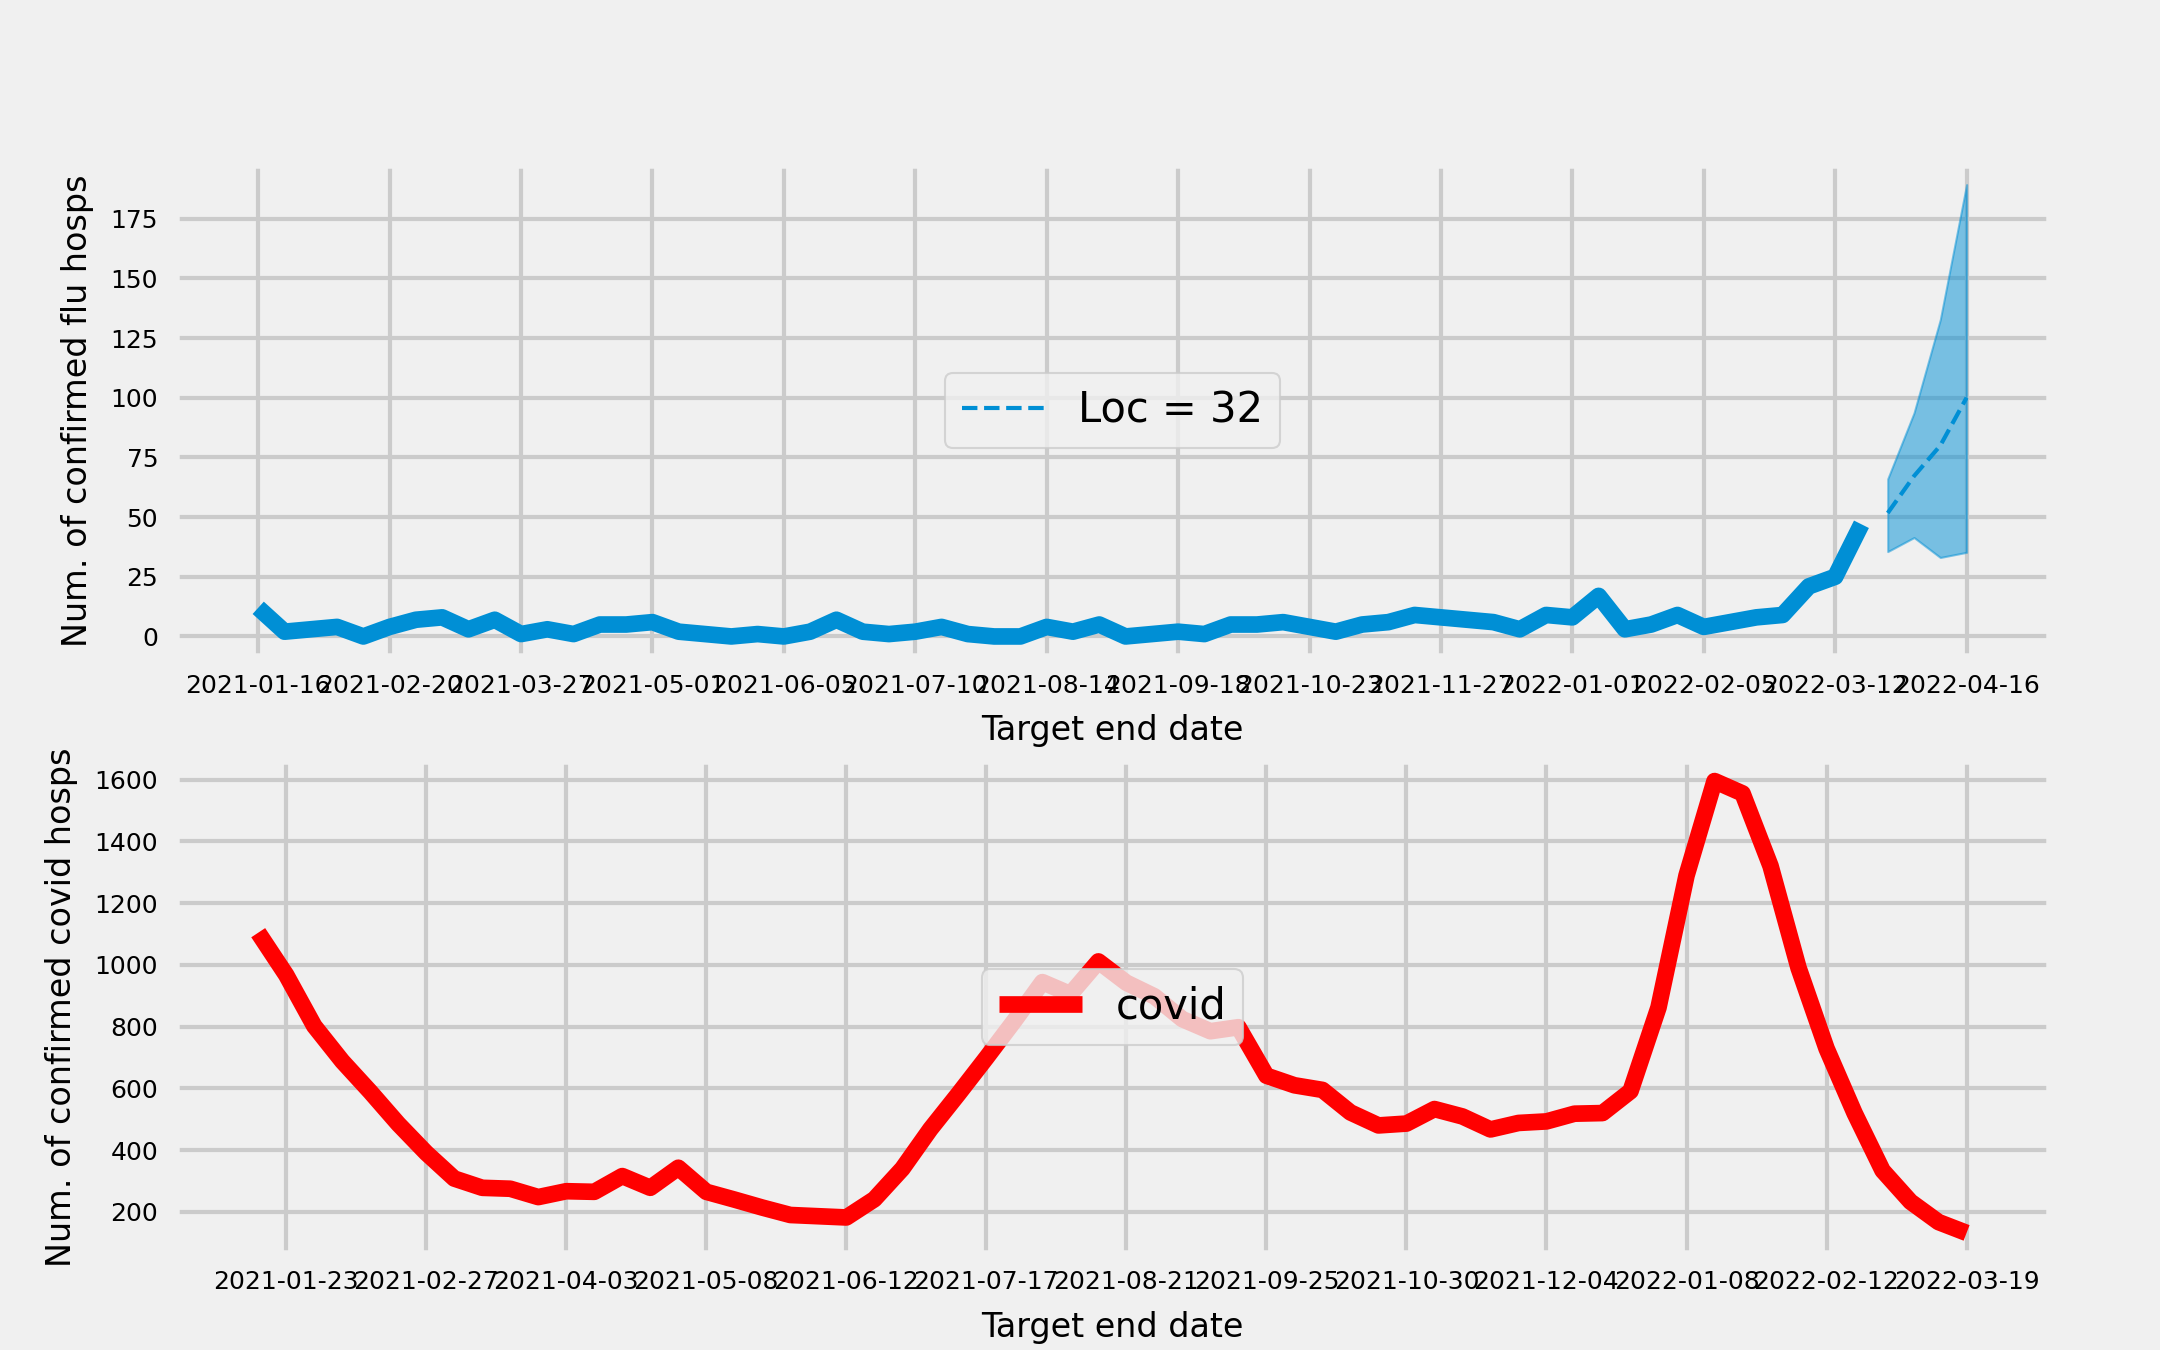 Num. of confirmed flu hosps
175
150
125
100
75
50
25
0
Loc = 32
2021-01-16 2021-02-20 2021-03-27 2021-05-01 2021-06-05 2021-07-10 2021-08-14 2021-09-18 2021-10-23 2021-11-27 2022-01-01 2022-02-05 2022-03-12 2022-04-16
Target end date
Num. of confirmed covid hosps
1600
1400
1200
1000
800
600
400
200
covid
2021-01-23 2021-02-27 2021-04-03 2021-05-08 2021-06-12 2021-07-17 2021-08-21 2021-09-25 2021-10-30 2021-12-04 2022-01-08 2022-02-12 2022-03-19
Target end date